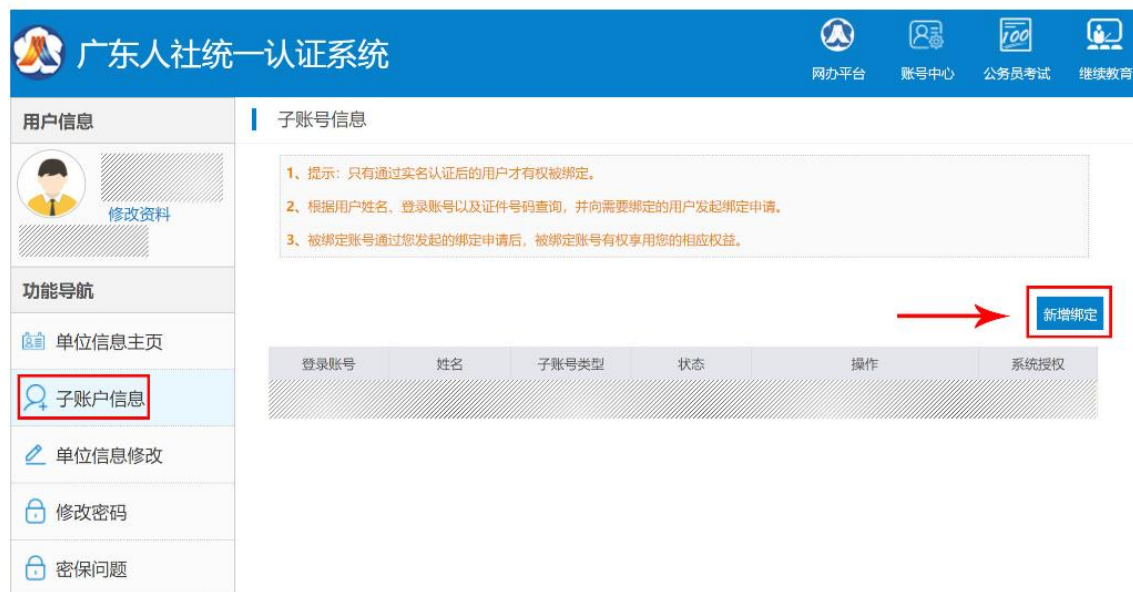 广东人社统一认证系统
网办平台 账号中心 公务员考试 继续教育
用户信息
修改资料
功能导航
单位信息主页
子账户信息
单位信息修改
修改密码
密保问题
子账号信息
1、提示：只有通过实名认证后的用户才有权被绑定。
2、根据用户姓名、登录账号以及证件号码查询，并向需要绑定的用户发起绑定申请。
3、被绑定账号通过您发起的绑定申请后，被绑定账号有权享用您的相应权益。
新增绑定
登录账号 姓名 子账号类型 状态 操作 系统授权